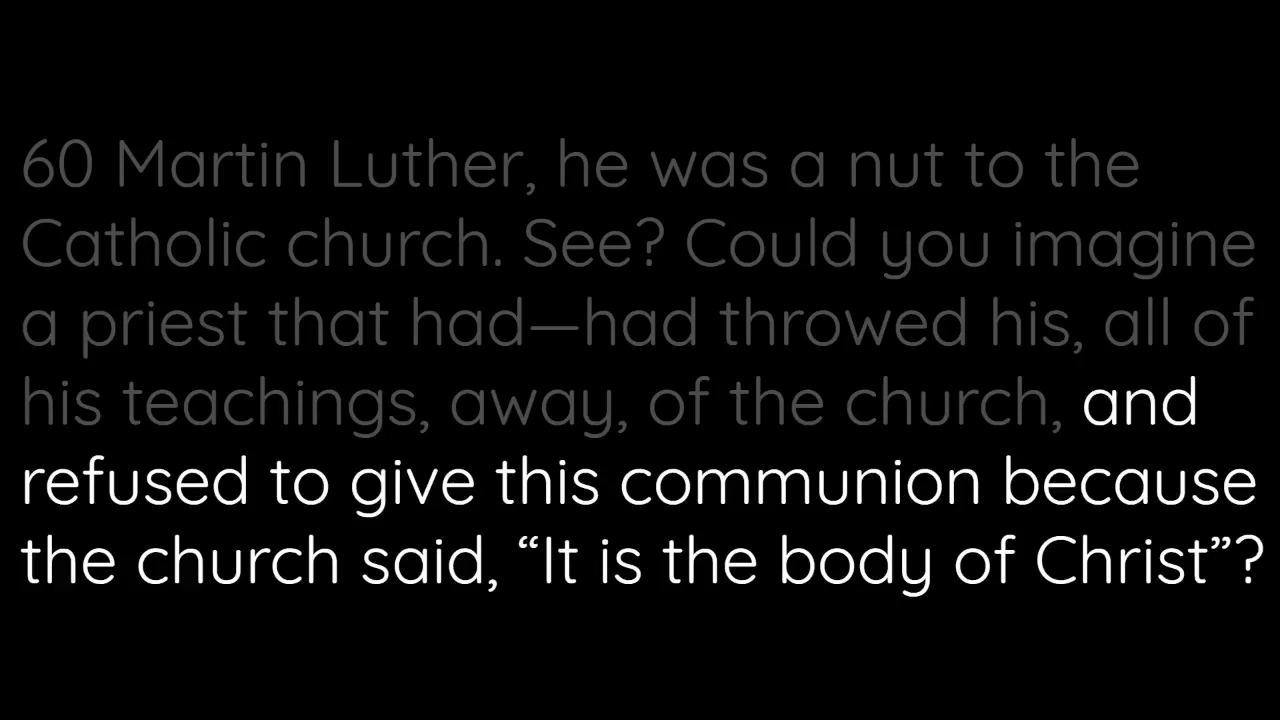 60 Martin Luther, he was a nut to the
Catholic church. See? Could you imagine
a priest that had—had throwed his, all of
his teachings, away, of the church, and
refused to give this communion because
the church said, “It is the body of Christ”?